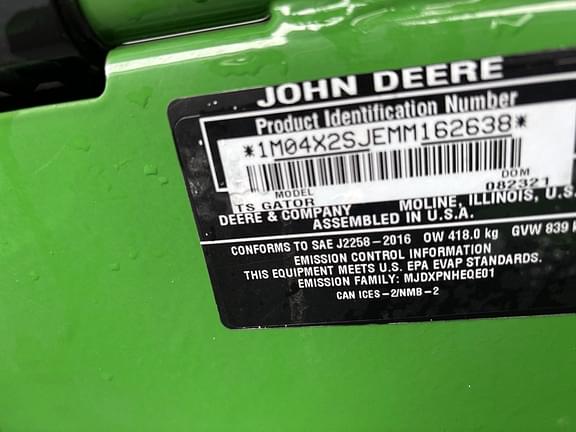 JOHN DEERE
Product Identification Number
*1M04X2SJEMM162638*
MODEL DOM
TS GATOR 082321
DEERE & COMPANY MOLINE, ILLINOIS, U.S.
ASSEMBLED IN U.S.A.
CONFORMS TO SAE J2258-2016 OW 418.0 kg GVW 839
EMISSION CONTROL INFORMATION
THIS EQUIPMENT MEETS U.S. EPA EVAP STANDARDS.
EMISSION FAMILY: MJDXPNHEQE01
CAN ICES-2/NMB-2